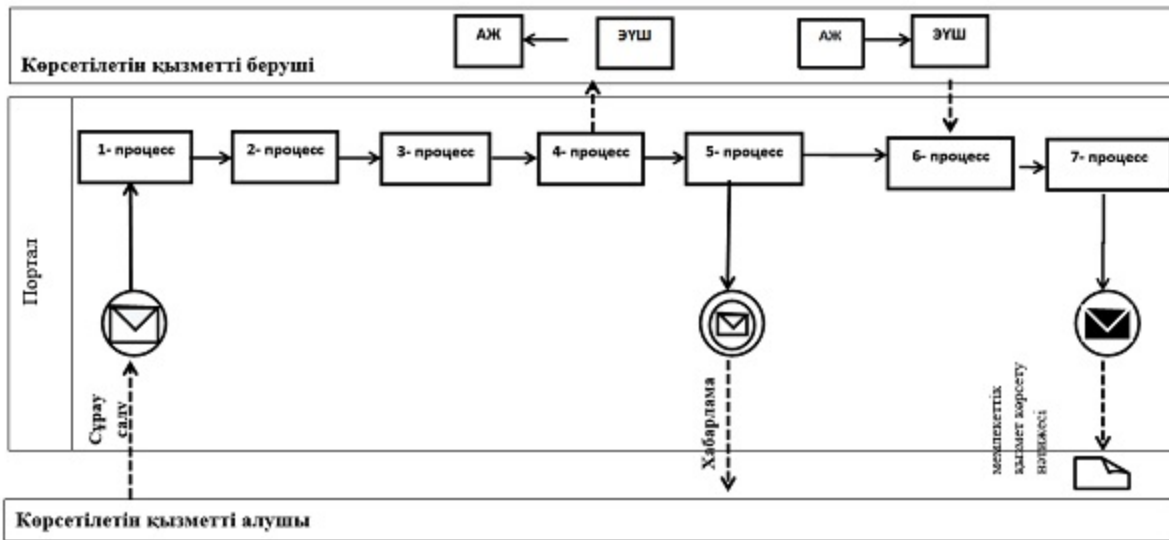 АЖ
ЭҮШ
АЖ
ЭҮШ
Көрсетілетін қызметті беруші
1- процесс
2- процесс
3- процесс
4- процесс
5- процесс
6- процесс
7- процесс
Портал
Сұрау
салу
Хабарлама
мемлекеттік
қызмет көрсету
нәтижесі
Көрсетілетін қызметті алушы